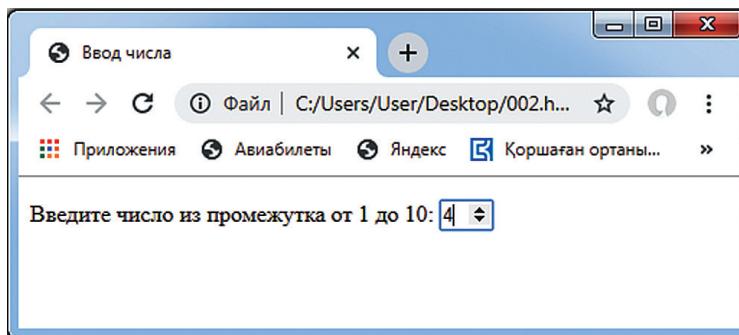 Ввод числа
Файл | C:/Users/User/Desktop/002.h...
Приложения Авиабилеты Яндекс Қоршаған ортаны... »
Введите число из промежутка от 1 до 10: 4